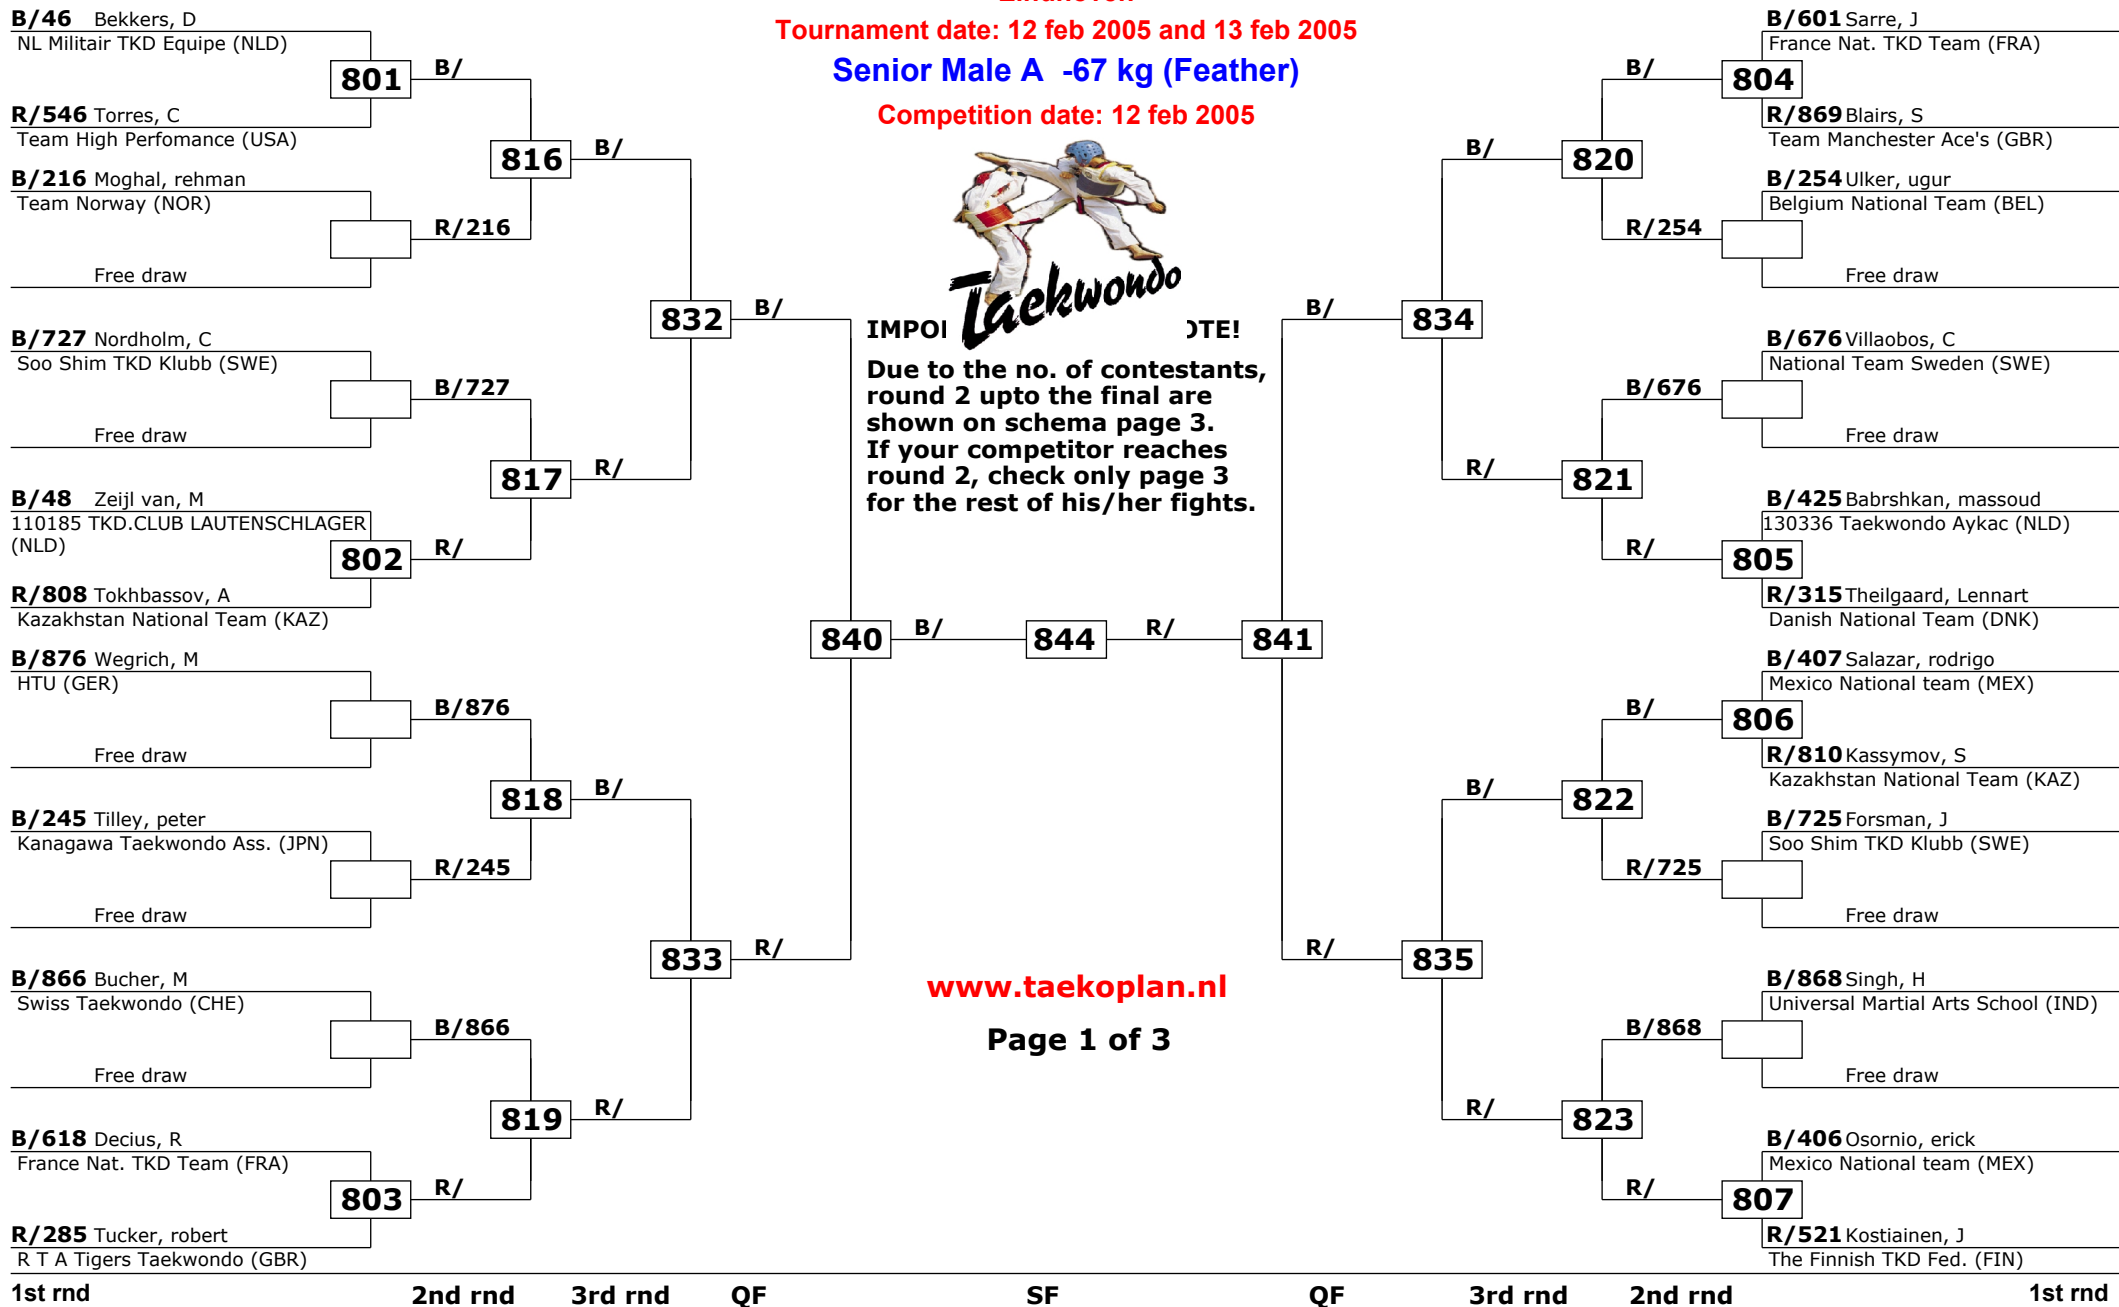 Tournament date: 12 feb 2005 and 13 feb 2005
Senior Male A -67 kg (Feather)
Competition date: 12 feb 2005
B/46 Bekkers, D
NL Militair TKD Equipe (NLD)
801
B/
R/546 Torres, C
Team High Perfomance (USA)
816
B/
B/216 Moghal, rehman
Team Norway (NOR)
R/216
Free draw
832
B/
B/727 Nordholm, C
Soo Shim TKD Klubb (SWE)
B/727
Free draw
817
R/
B/48 Zeijl van, M
110185 TKD.CLUB LAUTENSCHLAGER
(NLD)
802
R/
R/808 Tokhbassov, A
Kazakhstan National Team (KAZ)
840
B/
B/876 Wegrich, M
HTU (GER)
B/876
Free draw
818
B/
B/245 Tilley, peter
Kanagawa Taekwondo Ass. (JPN)
R/245
Free draw
833
R/
B/866 Bucher, M
Swiss Taekwondo (CHE)
B/866
Free draw
819
R/
B/618 Decius, R
France Nat. TKD Team (FRA)
803
R/
R/285 Tucker, robert
R T A Tigers Taekwondo (GBR)
Taekwondo
Due to the no. of contestants,
round 2 upto the final are
shown on schema page 3.
If your competitor reaches
round 2, check only page 3
for the rest of his/her fights.
844
R/
841
www.taekoplan.nl
Page 1 of 3
B/601 Sarre, J
France Nat. TKD Team (FRA)
B/
804
R/869 Blairs, S
Team Manchester Ace's (GBR)
B/
820
B/254 Ulker, ugur
Belgium National Team (BEL)
R/254
Free draw
B/
834
B/676 Villaobos, C
National Team Sweden (SWE)
B/676
Free draw
R/
821
B/425 Babrshkan, massoud
130336 Taekwondo Aykac (NLD)
R/
805
R/315 Theilgaard, Lennart
Danish National Team (DNK)
B/407 Salazar, rodrigo
Mexico National team (MEX)
B/
806
R/810 Kassymov, S
Kazakhstan National Team (KAZ)
B/
822
B/725 Forsman, J
Soo Shim TKD Klubb (SWE)
R/725
Free draw
R/
835
B/868 Singh, H
Universal Martial Arts School (IND)
B/868
Free draw
R/
823
B/406 Osornio, erick
Mexico National team (MEX)
R/
807
R/521 Kostiainen, J
The Finnish TKD Fed. (FIN)
1st rnd 2nd rnd 3rd rnd QF SF QF 3rd rnd 2nd rnd 1st rnd